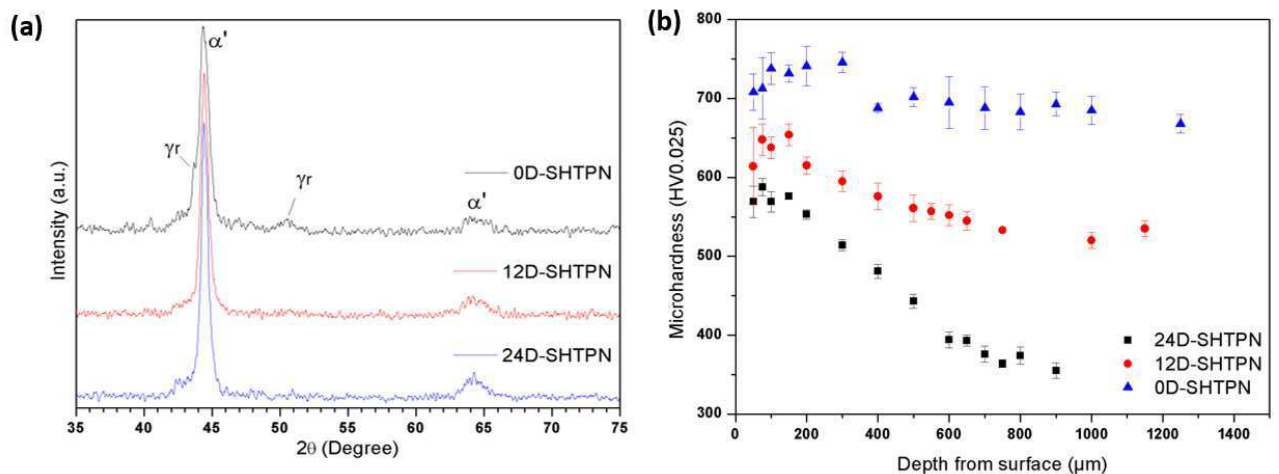 (a)
α'
γr
γr
α'
0D-SHTPN
12D-SHTPN
24D-SHTPN
Intensity (a.u.)
35 40 45 50 55 60 65 70 75
2θ (Degree)
(b)
800
700
600
500
400
300
Microhardness (HV0.025)
24D-SHTPN
12D-SHTPN
0D-SHTPN
0 200 400 600 800 1000 1200 1400
Depth from surface (µm)